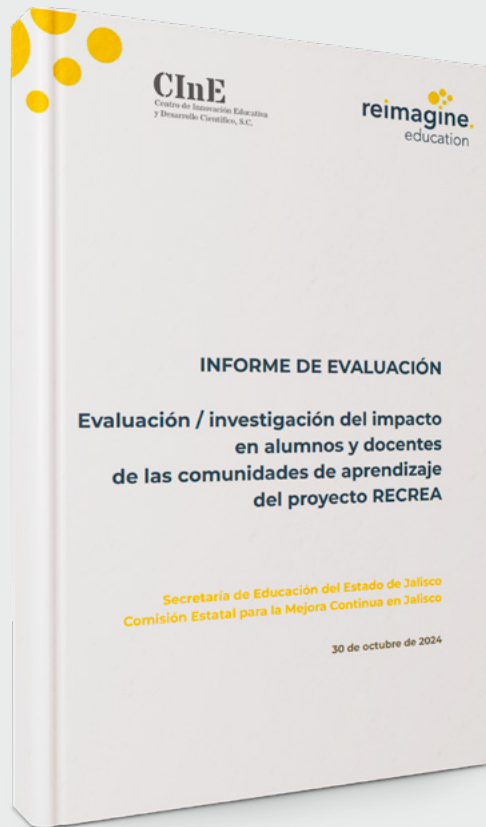 CInE
Centro de Innovación Educativa
y Desarrollo Científico, S.C.
reimagine.
education
INFORME DE EVALUACIÓN
Evaluación / investigación del impacto
en alumnos y docentes
de las comunidades de aprendizaje
del proyecto RECREA
Secretaría de Educación del Estado de Jalisco
Comisión Estatal para la Mejora Continua en Jalisco
30 de octubre de 2024